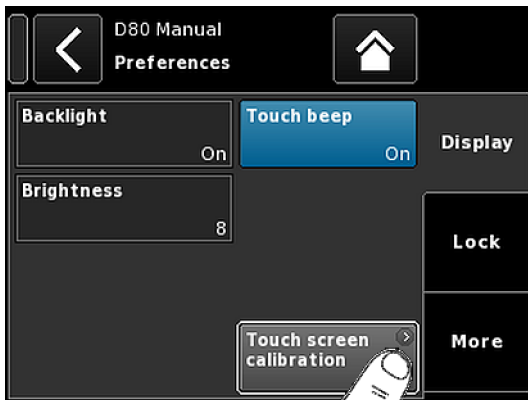 D80 Manual
Preferences
Backlight
On
Touch beep
On
Display
Brightness
8
Lock
Touch screen
calibration
More